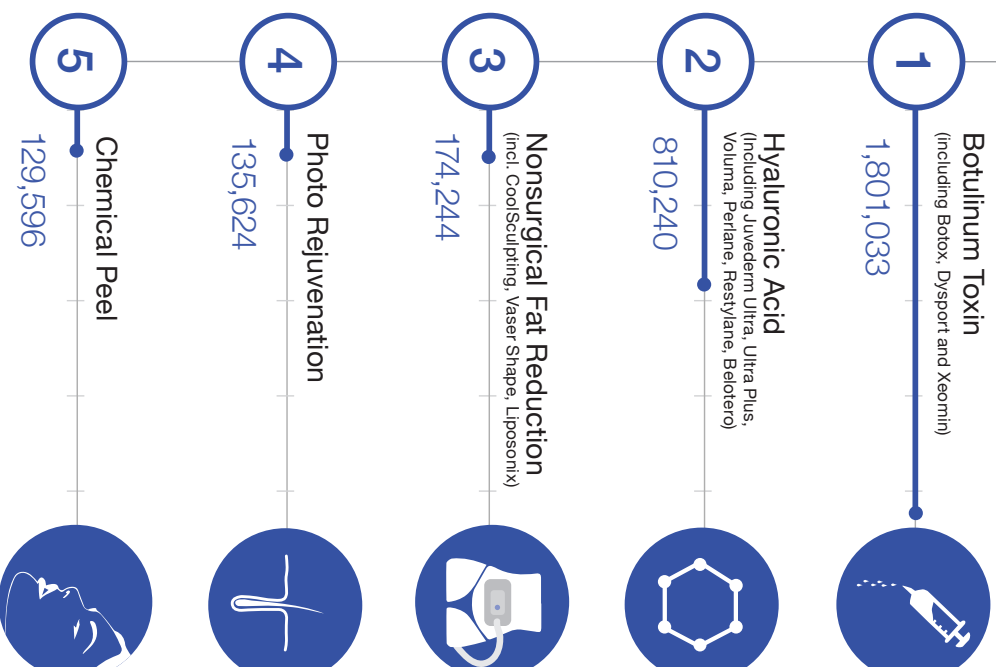 1
Botulinum Toxin
(including Botox, Dysport and Xeomin)
1,801,033
2
Hyaluronic Acid
(Including Juvederm Ultra, Ultra Plus,
Voluma, Perlane, Restylane, Belotero)
810,240
3
Nonsurgical Fat Reduction
(incl. CoolSculpting, Vaser Shape, Liposonix)
174,244
4
Photo Rejuvenation
135,624
5
Chemical Peel
129,596